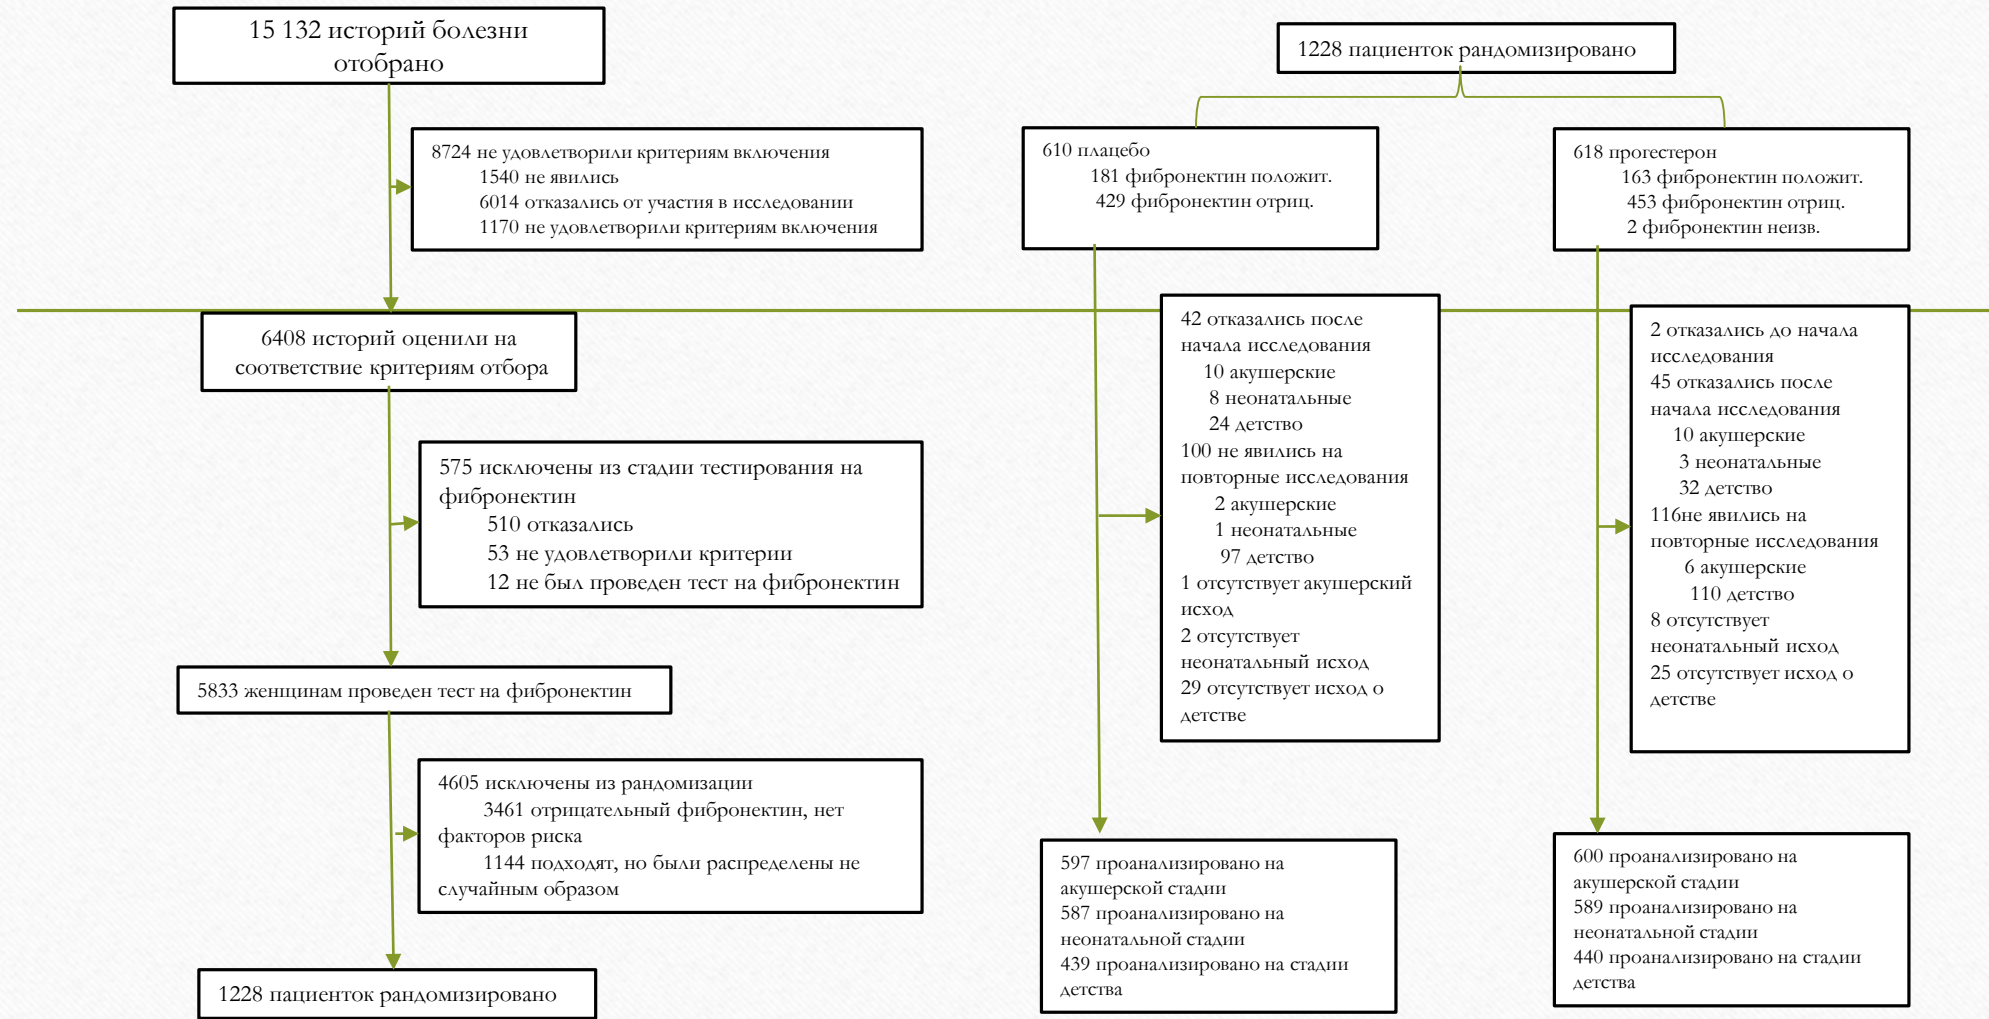 15 132 историй болезни
отобрано
8724 не удовлетворили критериям включения
1540 не явились
6014 отказались от участия в исследовании
1170 не удовлетворили критериям включения
6408 историй оценили на
соответствие критериям отбора
575 исключены из стадии тестирования на
фибронектин
510 отказались
53 не удовлетворили критерии
12 не был проведен тест на фибронектин
5833 женщинам проведен тест на фибронектин
4605 исключены из рандомизации
3461 отрицательный фибронектин, нет
факторов риска
1144 подходят, но были распределены не
случайным образом
1228 пациенток рандомизировано
1228 пациенток рандомизировано
610 плацебо
181 фибронектин положит.
429 фибронектин отриц.
42 отказались после
начала исследования
10 акушерские
8 неонатальные
24 детство
100 не явились на
повторные исследования
2 акушерские
1 неонатальные
97 детство
1 отсутствует акушерский
исход
2 отсутствует
неонатальный исход
29 отсутствует исход о
детстве
597 проанализировано на
акушерской стадии
587 проанализировано на
неонатальной стадии
439 проанализировано на стадии
детства
618 прогестерон
163 фибронектин положит.
453 фибронектин отриц.
2 фибронектин неизв.
2 отказались до начала
исследования
45 отказались после
начала исследования
10 акушерские
3 неонатальные
32 детство
116не явились на
повторные исследования
6 акушерские
110 детство
8 отсутствует
неонатальный исход
25 отсутствует исход о
детстве
600 проанализировано на
акушерской стадии
589 проанализировано на
неонатальной стадии
440 проанализировано на стадии
детства